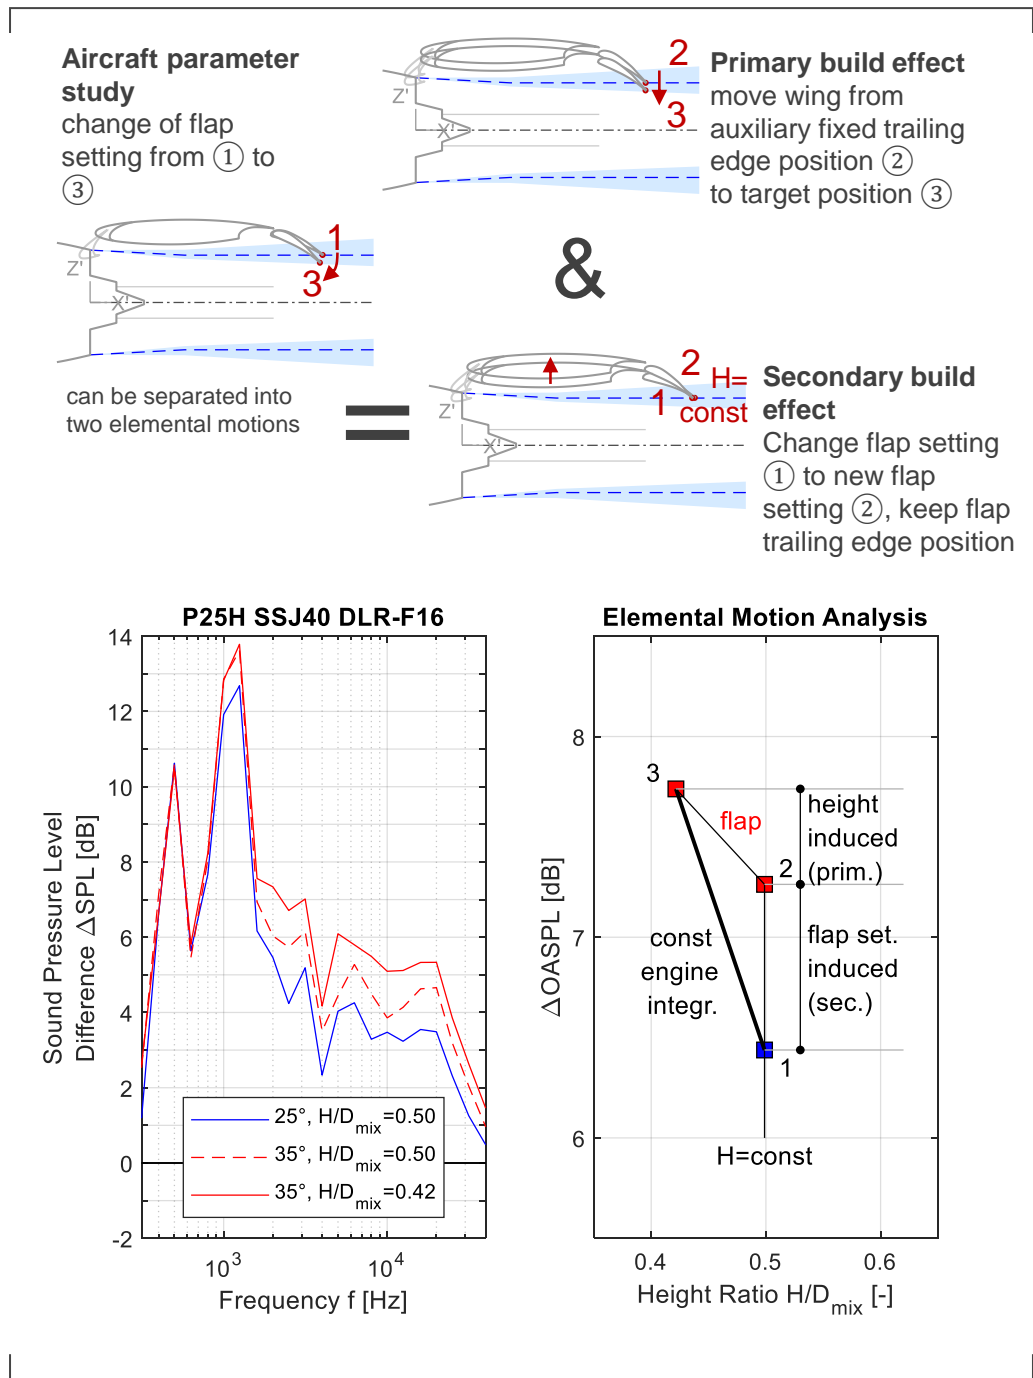 Aircraft parameter
study
change of flap
setting from ① to
③
Z'
X'
1
3
can be separated into
two elemental motions
=
Z'
X'
2
3
Primary build effect
move wing from
auxiliary fixed trailing
edge position ②
to target position ③
&
Z'
X'
2
1
H=
const
Secondary build
effect
Change flap setting
① to new flap
setting ②, keep flap
trailing edge position
P25H SSJ40 DLR-F16
Sound Pressure Level
Difference △SPL [dB]
14
12
10
8
6
4
2
0
-2
25°, H/Dmix=0.50
35°, H/Dmix=0.50
35°, H/Dmix=0.42
10³
10⁴
Frequency f [Hz]
Elemental Motion Analysis
△OASPL [dB]
8
7
6
3
flap
2
1
const
engine
integr.
height
induced
(prim.)
flap set.
induced
(sec.)
H=const
0.4
0.5
0.6
Height Ratio H/Dmix [-]